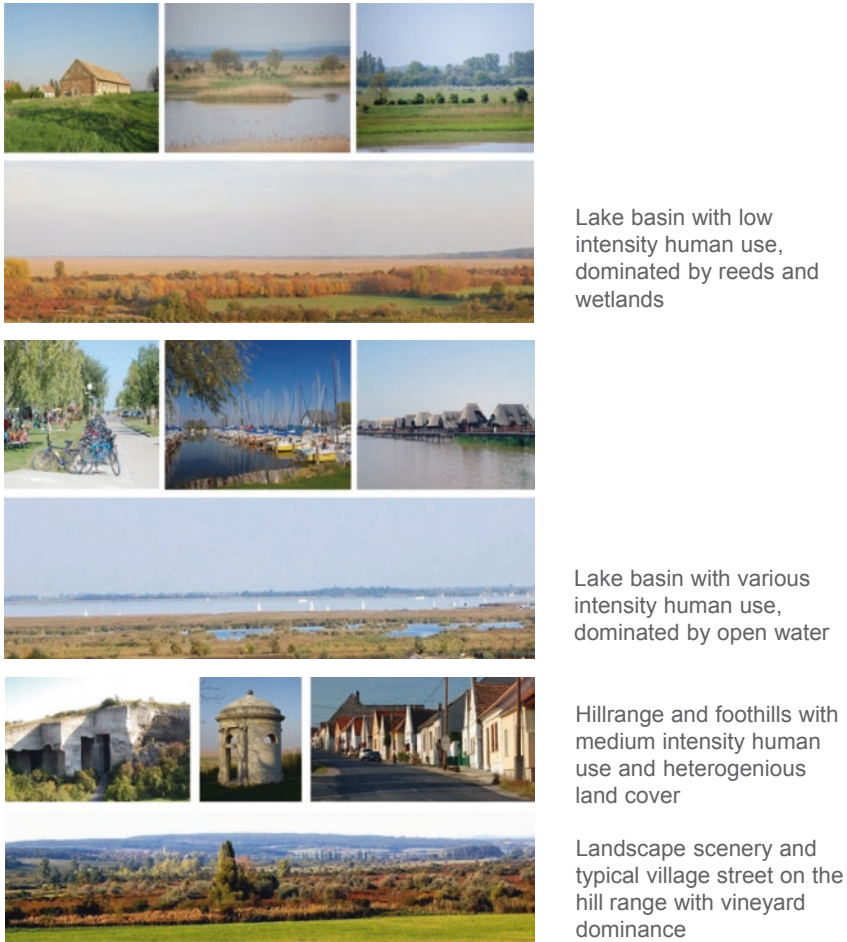 Lake basin with low
intensity human use,
dominated by reeds and
wetlands
Lake basin with various
intensity human use,
dominated by open water
Hillrange and foothills with
medium intensity human
use and heterogenious
land cover
Landscape scenery and
typical village street on the
hill range with vineyard
dominance